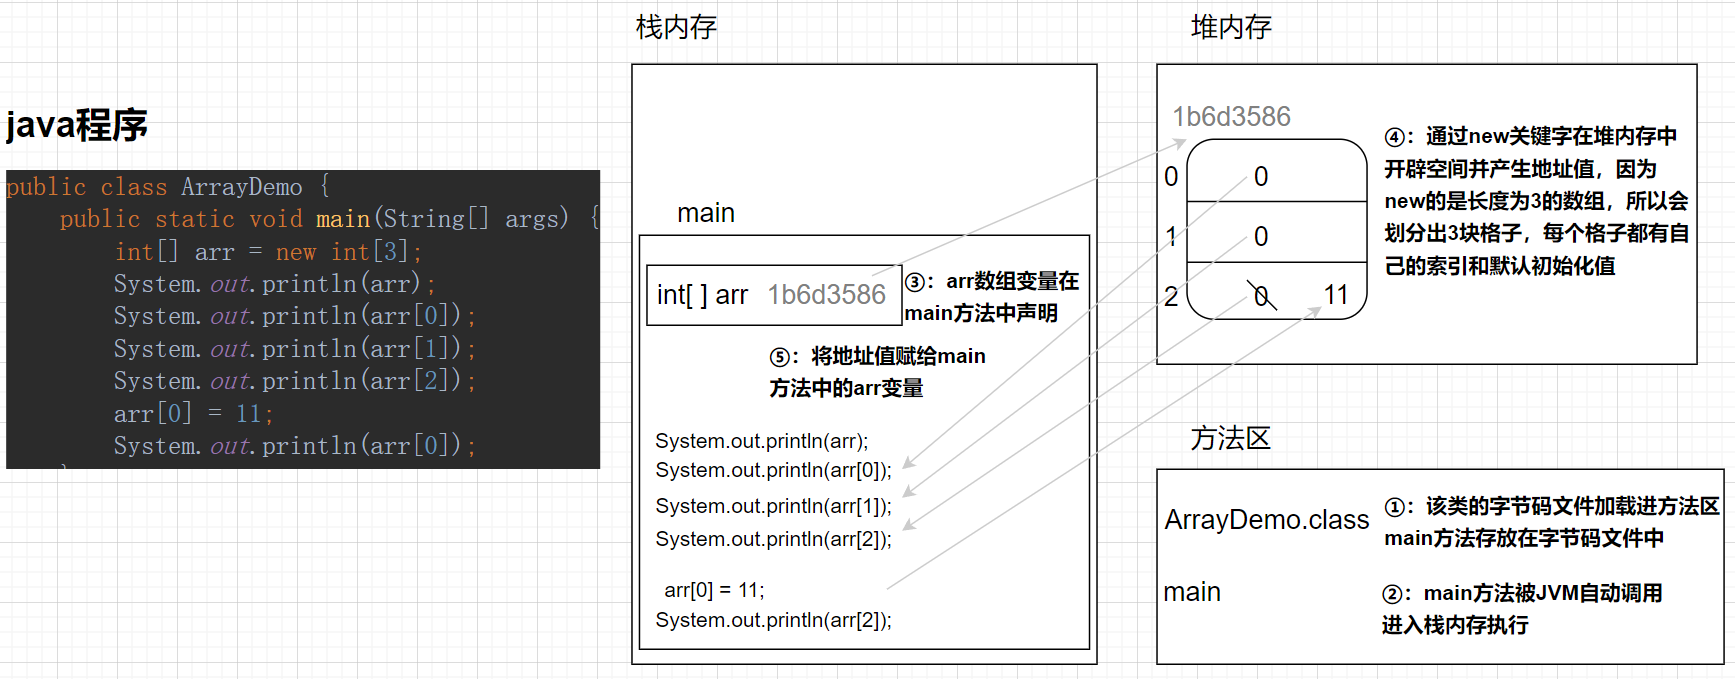 java程序
public class ArrayDemo {
    public static void main(String[] args) {
        int[] arr = new int[3];
        System.out.println(arr);
        System.out.println(arr[0]);
        System.out.println(arr[1]);
        System.out.println(arr[2]);
        arr[0] = 11;
        System.out.println(arr[0]);
栈内存
main
int[ ] arr 1b6d3586
③：arr数组变量在
main方法中声明
⑤：将地址值赋给main
方法中的arr变量
System.out.println(arr);
System.out.println(arr[0]);
System.out.println(arr[1]);
System.out.println(arr[2]);
arr[0] = 11;
System.out.println(arr[2]);
堆内存
1b6d3586
0 0
1 0
2 0 11
④：通过new关键字在堆内存中
开辟空间并产生地址值，因为
new的是长度为3的数组，所以会
划分出3块格子，每个格子都有自
己的索引和默认初始化值
方法区
ArrayDemo.class
①：该类的字节码文件加载进方法区
main方法存放在字节码文件中
main
②：main方法被JVM自动调用
进入栈内存执行